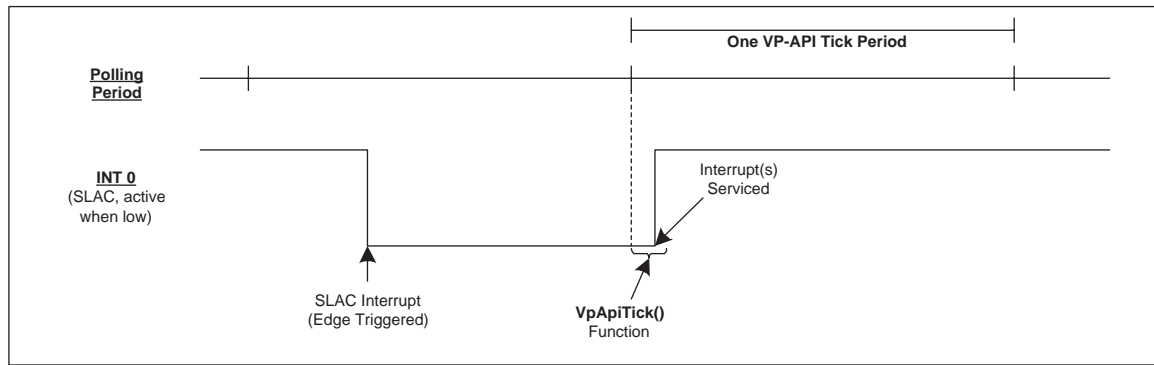 One VP-API Tick Period
Polling
Period
INT 0
(SLAC, active
when low)
Interrupt(s)
Serviced
SLAC Interrupt
(Edge Triggered)
VpApiTick()
Function